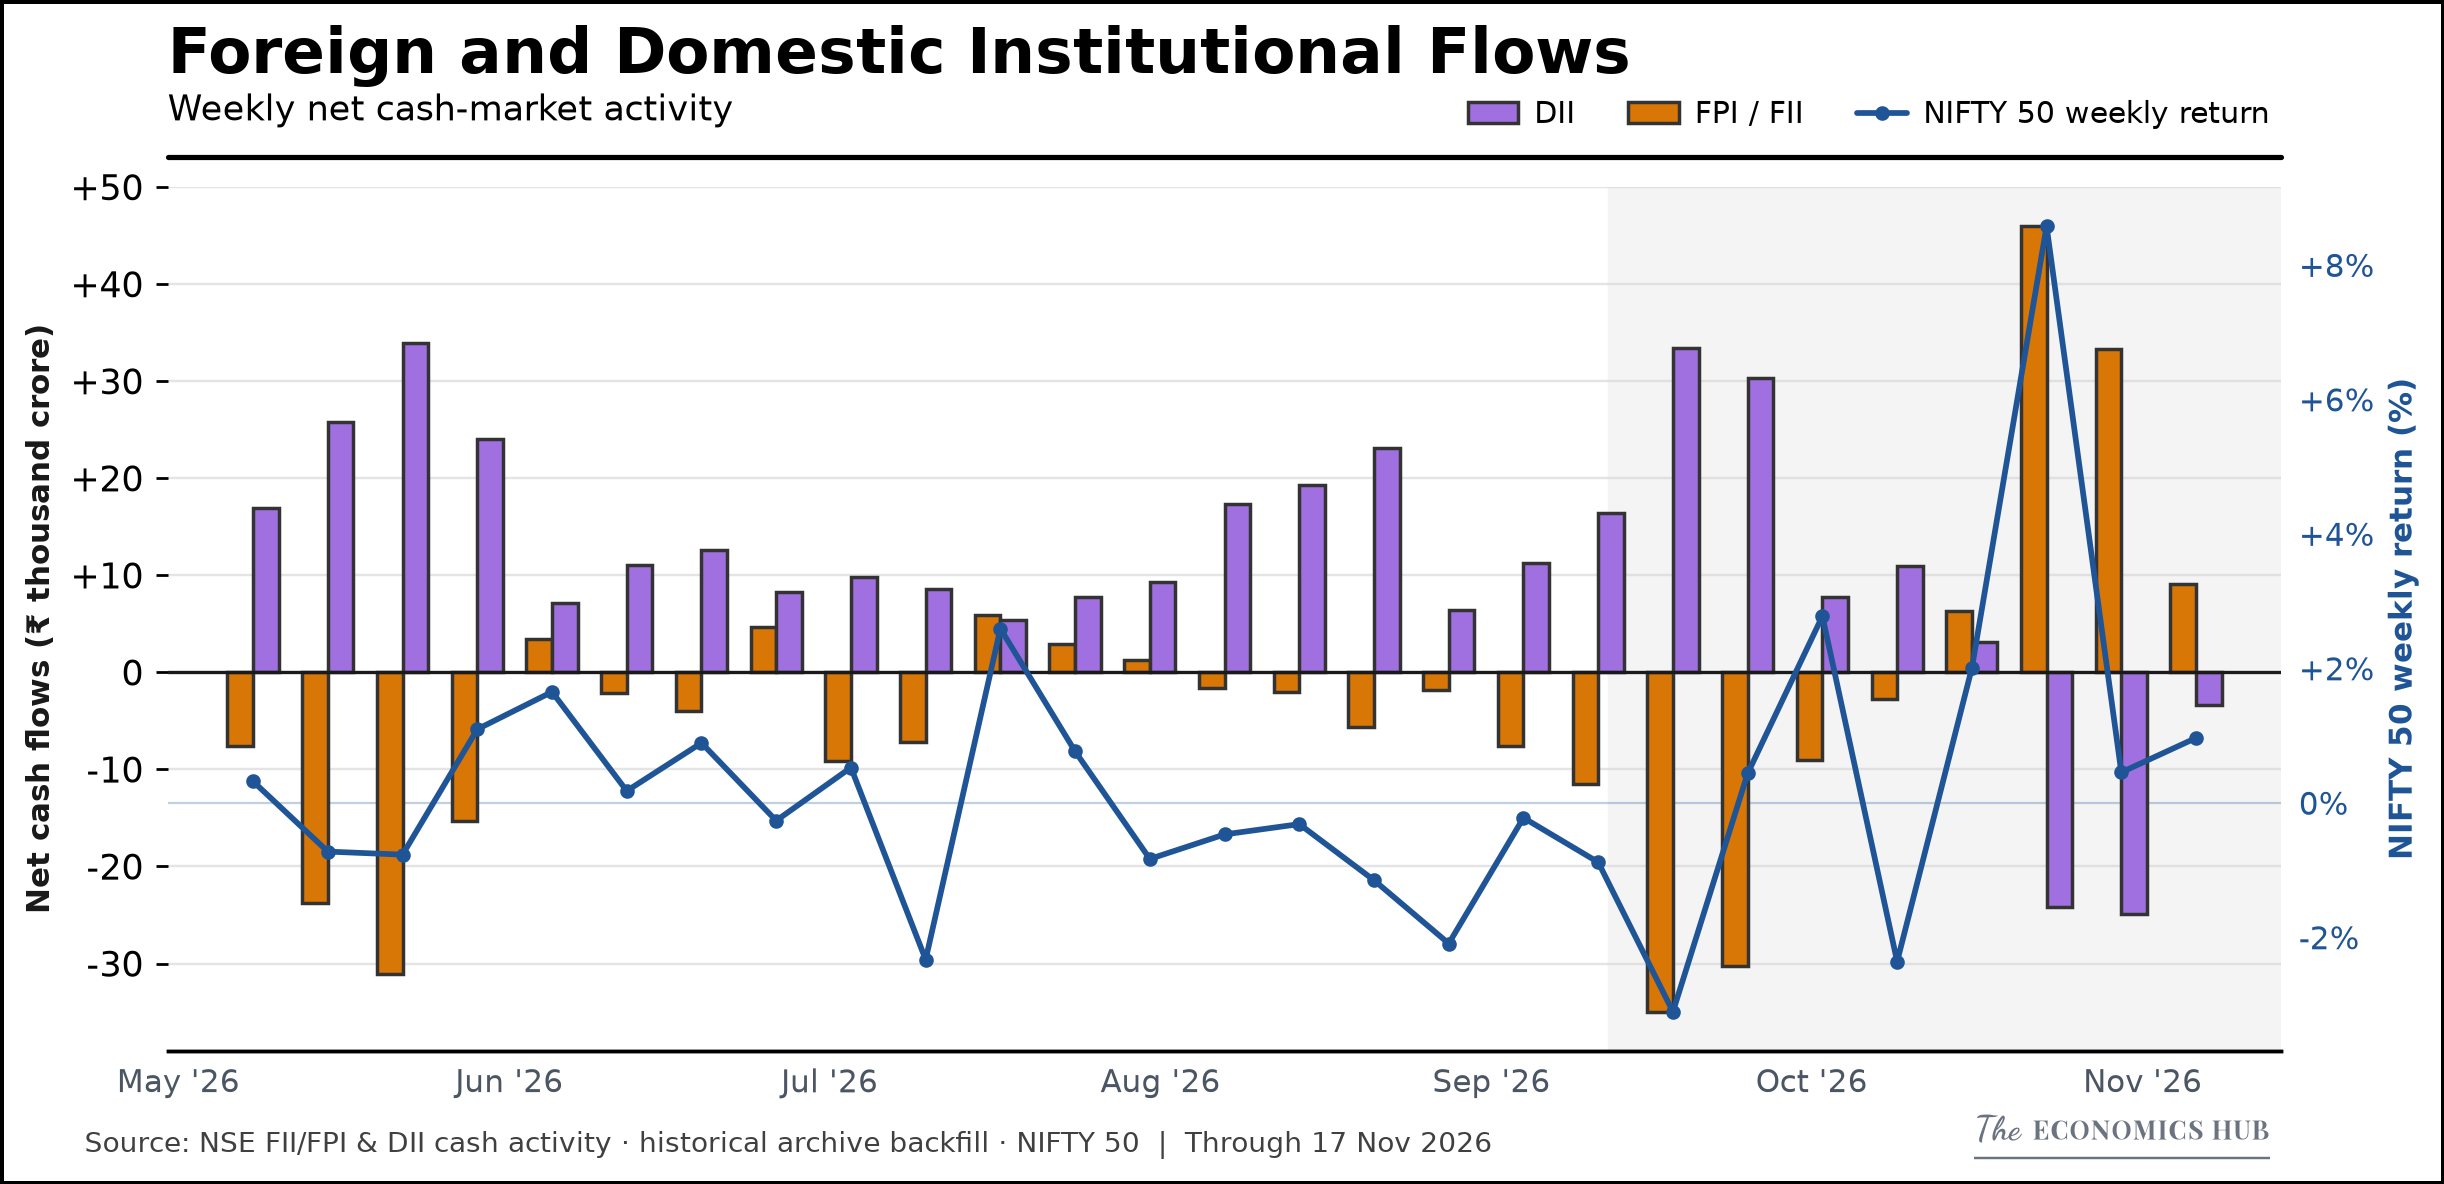 Foreign and Domestic Institutional Flows
Weekly net cash-market activity
DII
FPI / FII
NIFTY 50 weekly return
Net cash flows (₹ thousand crore)
+50
+40
+30
+20
+10
0
-10
-20
-30
+8%
+6%
+4%
+2%
0%
-2%
NIFTY 50 weekly return (%)
May '26
Jun '26
Jul '26
Aug '26
Sep '26
Oct '26
Nov '26
Source: NSE FII/FPI & DII cash activity · historical archive backfill · NIFTY 50 | Through 17 Nov 2026
The ECONOMICS HUB